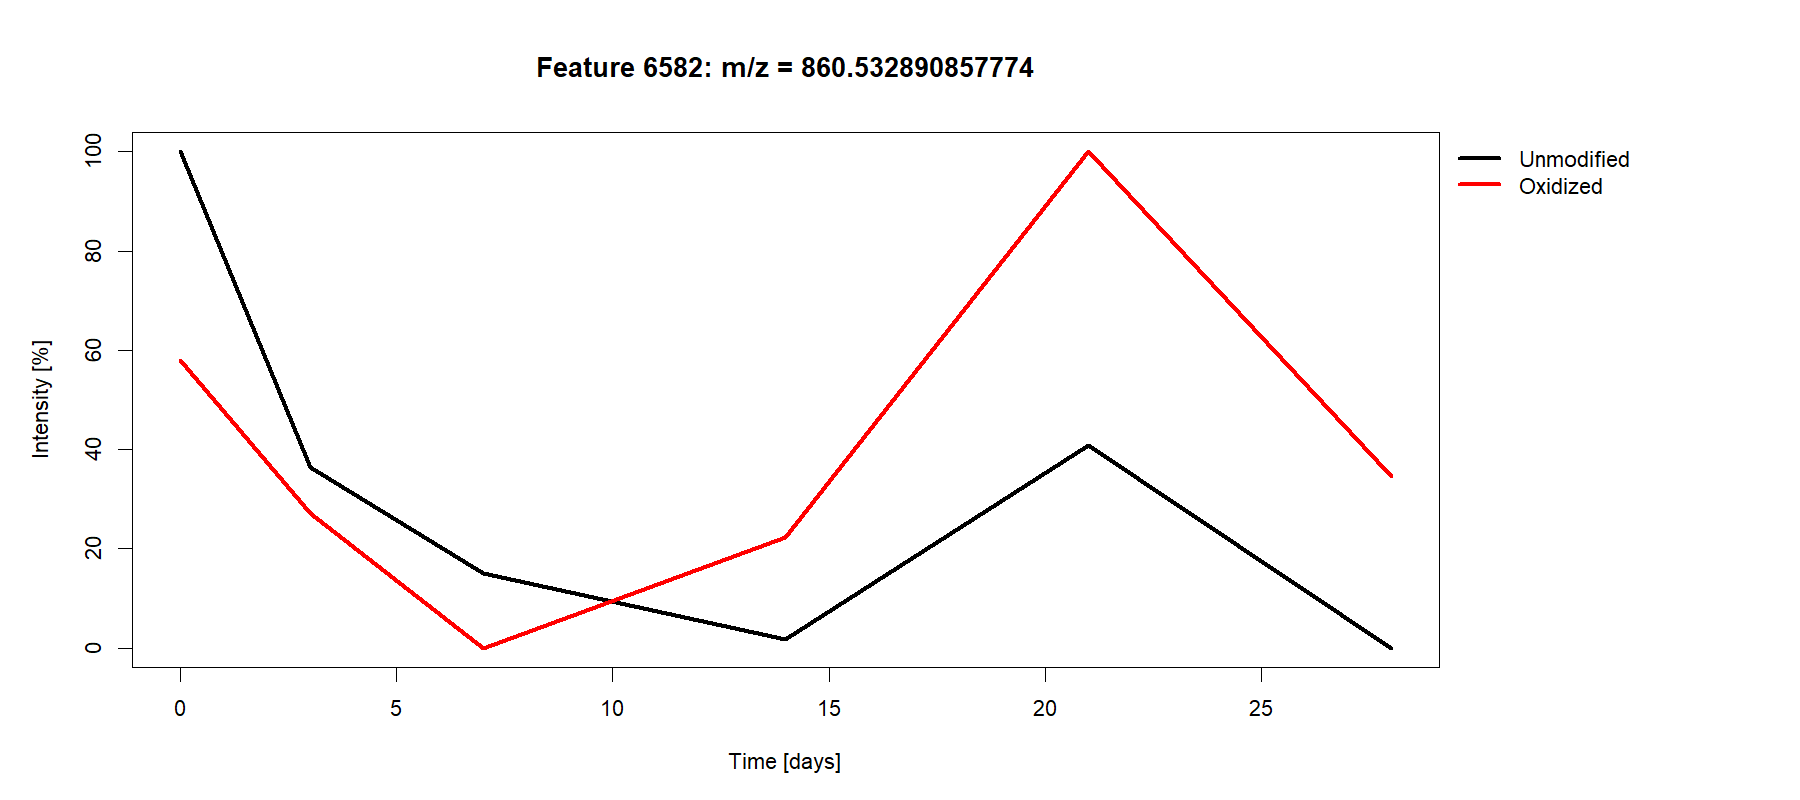 Feature 6582: m/z = 860.532890857774
Unmodified
Oxidized
Intensity [%]
100
80
60
40
20
0
0 5 10 15 20 25
Time [days]